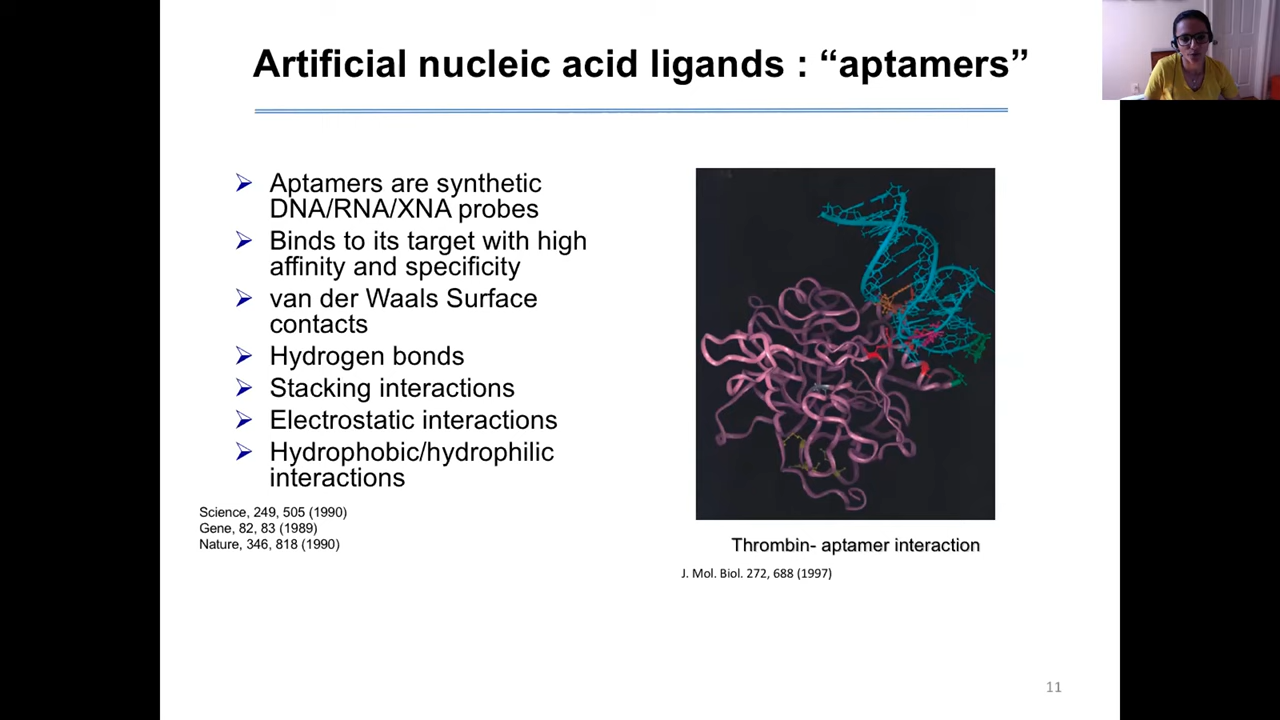 Artificial nucleic acid ligands : “aptamers”
Aptamers are synthetic
DNA/RNA/XNA probes
Binds to its target with high
affinity and specificity
van der Waals Surface
contacts
Hydrogen bonds
Stacking interactions
Electrostatic interactions
Hydrophobic/hydrophilic
interactions
Science, 249, 505 (1990)
Gene, 82, 83 (1989)
Nature, 346, 818 (1990)
Thrombin- aptamer interaction
J. Mol. Biol. 272, 688 (1997)
11